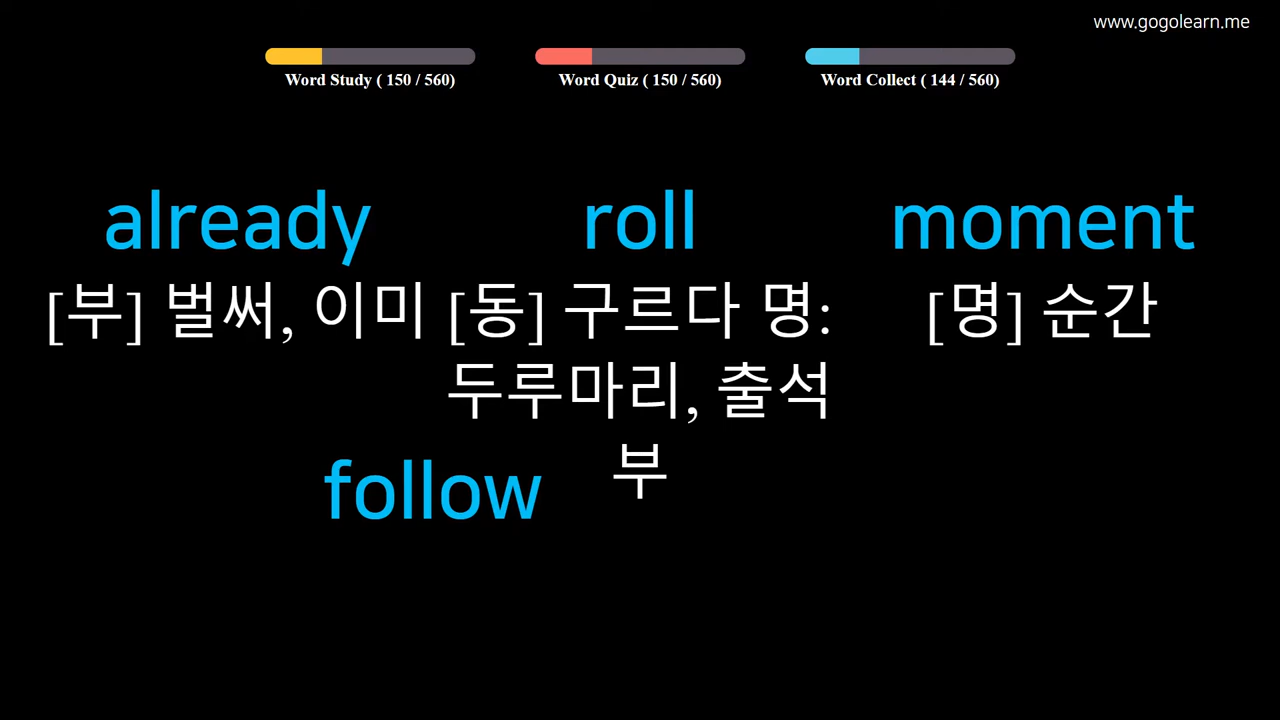 www.gogolearn.me
Word Study ( 150 / 560)
Word Quiz ( 150 / 560)
Word Collect ( 144 / 560)
already
[부] 벌써, 이미
roll
[동] 구르다 명:
두루마리, 출석
부
moment
[명] 순간
follow